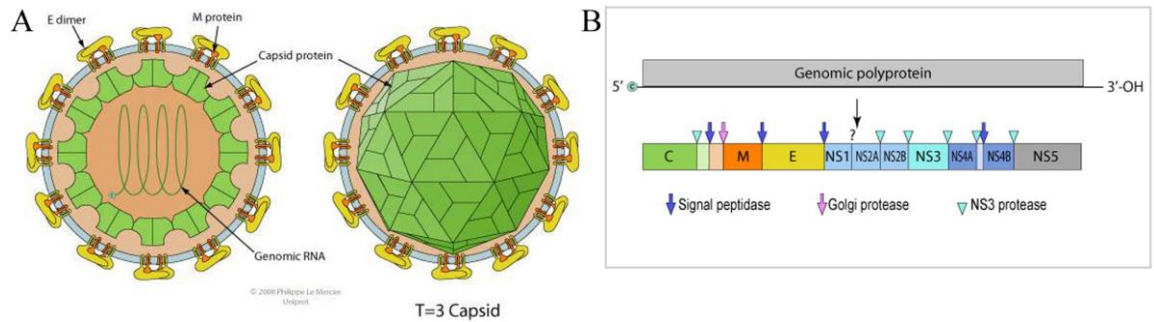 A
E dimer
M protein
Capsid protein
Genomic RNA
© 2008 Philippe Le Mercier
Uniprot
T=3 Capsid
B
Genomic polyprotein
5' C 3'-OH
?
C M E NS1 NS2A NS2B NS3 NS4A NS4B NS5
Signal peptidase Golgi protease NS3 protease